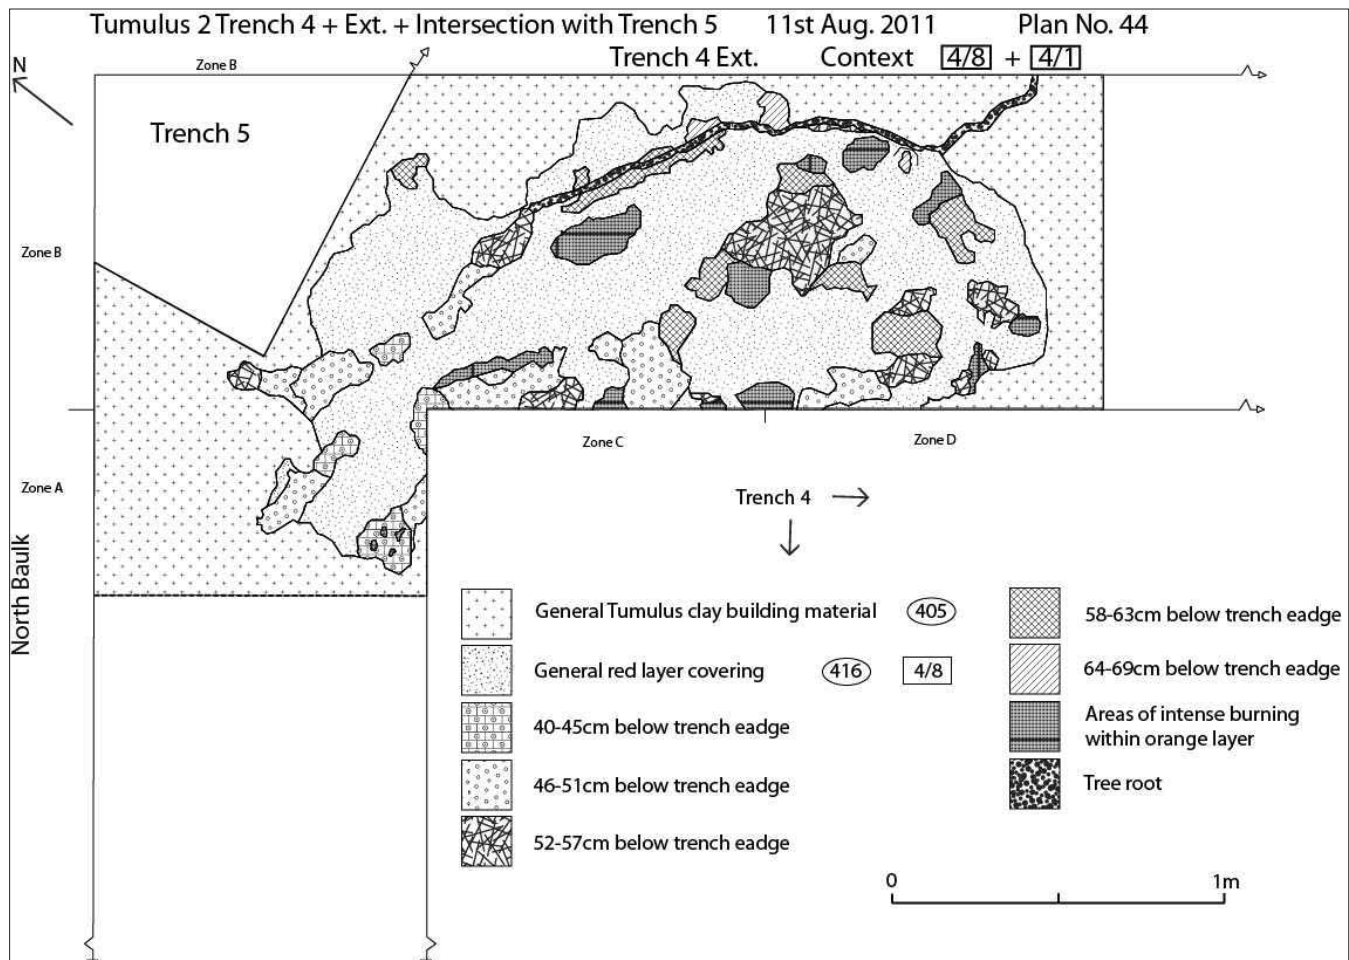 Tumulus 2 Trench 4 + Ext. + Intersection with Trench 5 11st Aug. 2011 Plan No. 44
Trench 4 Ext. Context 4/8 + 4/1
N
Zone B
Trench 5
Zone B
Zone C
Zone D
Zone A
Trench 4
North Baulk
General Tumulus clay building material 405
General red layer covering 416 4/8
40-45cm below trench eadge
46-51cm below trench eadge
52-57cm below trench eadge
58-63cm below trench eadge
64-69cm below trench eadge
Areas of intense burning
within orange layer
Tree root
0 1m